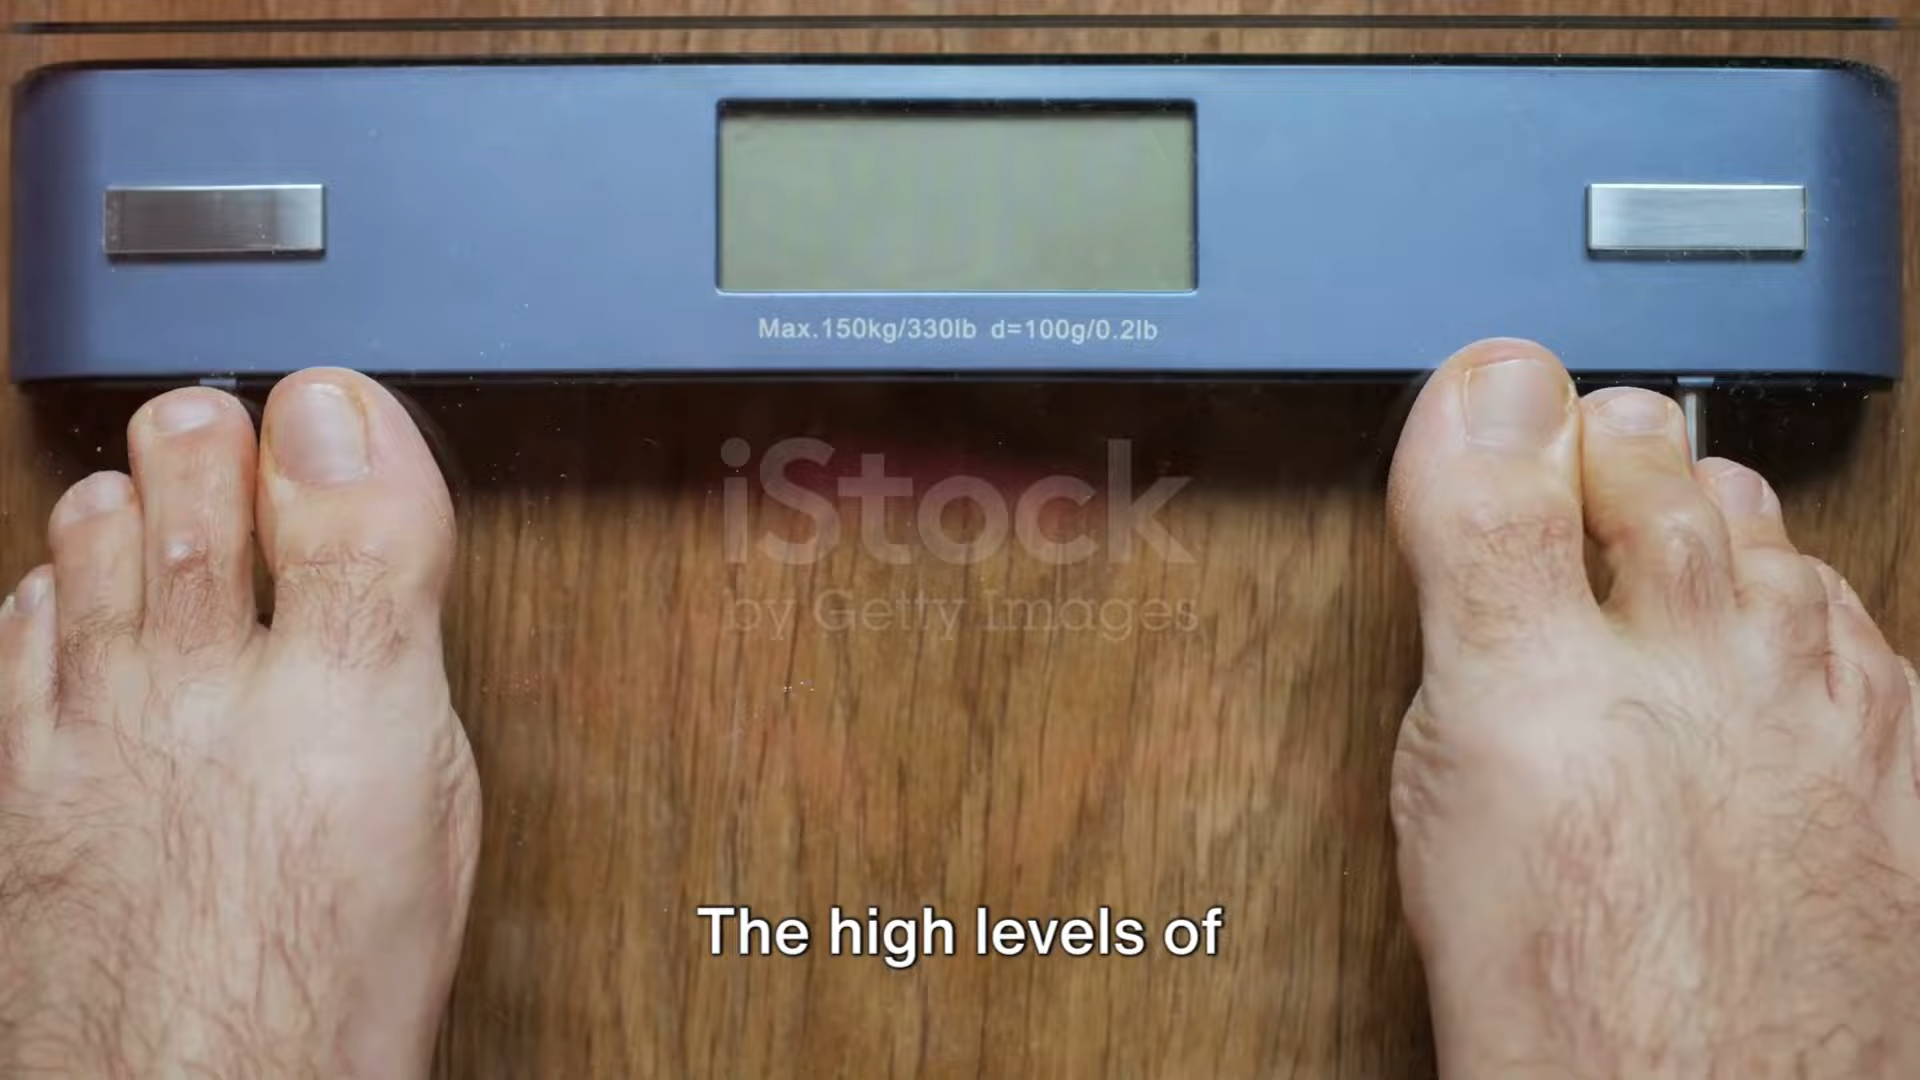 Max.150kg/330lb d=100g/0.2lb
iStock
by Getty Images
The high levels of